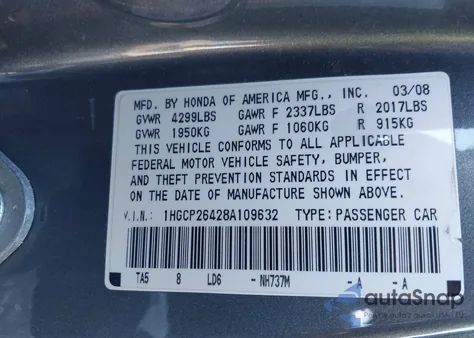 MFD. BY HONDA OF AMERICA MFG., INC. 03/08
GVWR 4299LBS GAWR F 2337LBS R 2017LBS
GVWR 1950KG GAWR F 1060KG R 915KG
THIS VEHICLE CONFORMS TO ALL APPLICABLE
FEDERAL MOTOR VEHICLE SAFETY, BUMPER,
AND THEFT PREVENTION STANDARDS IN EFFECT
ON THE DATE OF MANUFACTURE SHOWN ABOVE.
V.I.N.: 1HGCP26428A109632 TYPE: PASSENGER CAR
TA5 8 LD6 - NH737M -A -A
autoSnap